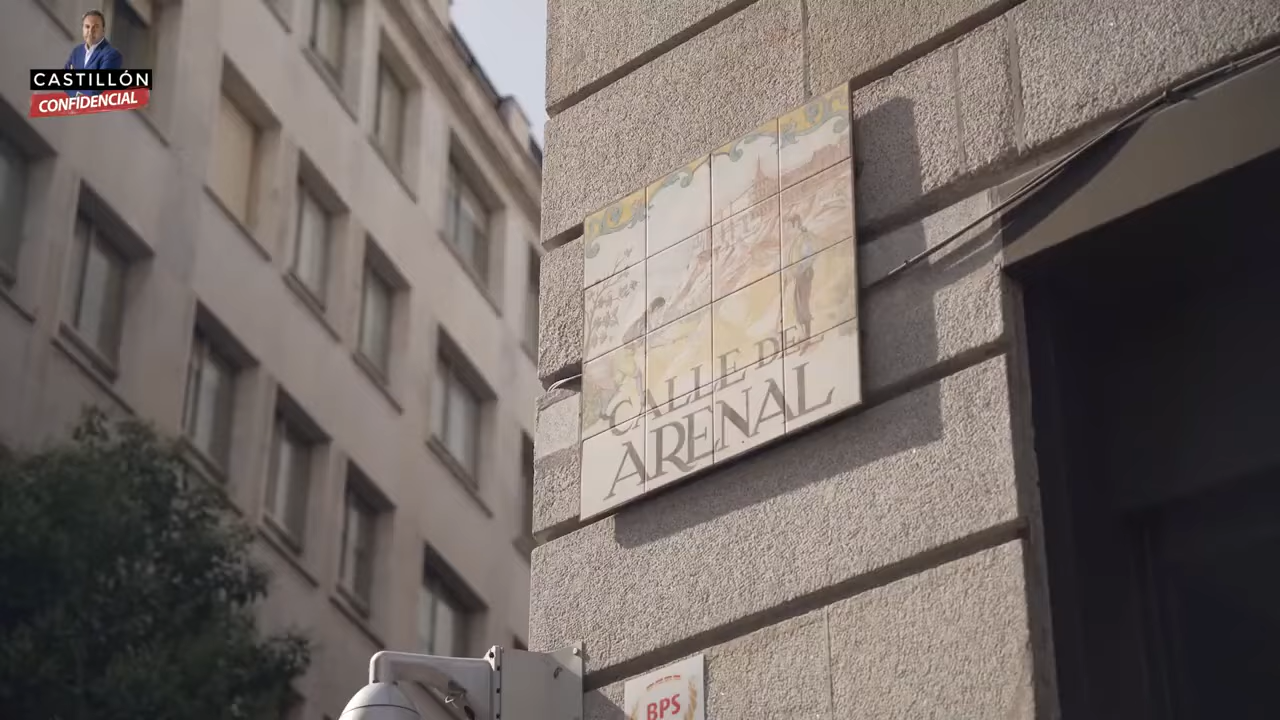 CASTILLÓN
CONFIDENCIAL
CALLE DEL
ARENAL
BPS